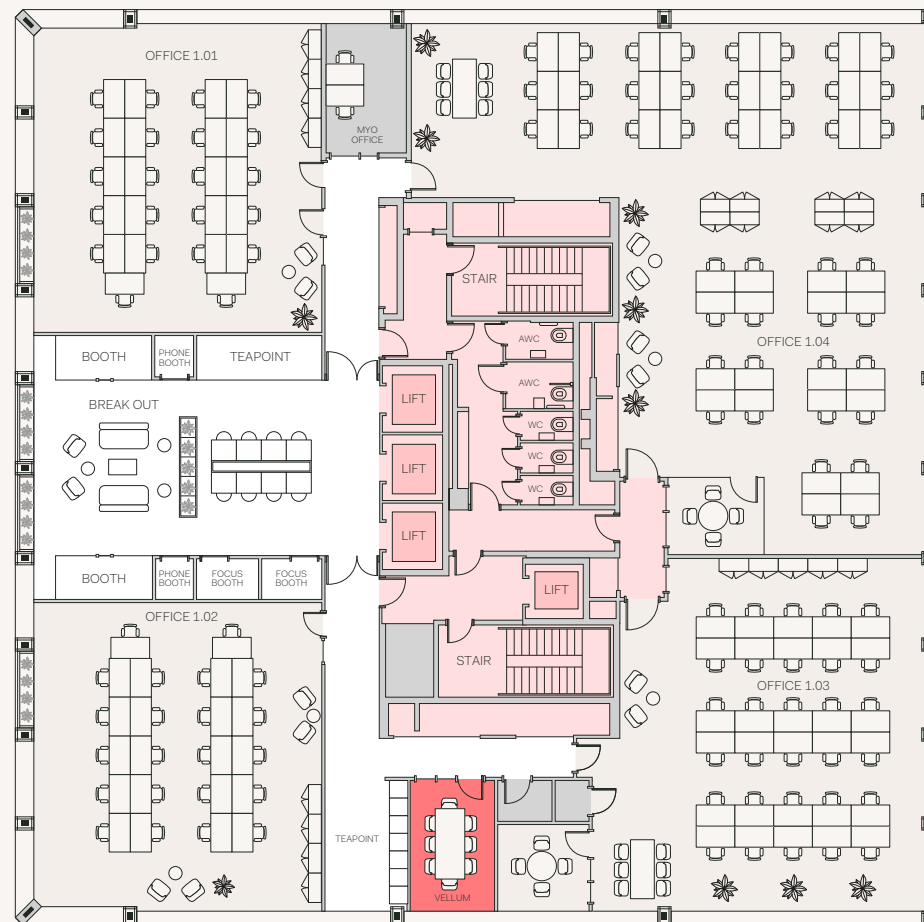 OFFICE 1.01
MYO
OFFICE
STAIR
AWC
OFFICE 1.04
BOOTH
PHONE
BOOTH
TEAPOINT
AWC
LIFT
BREAK OUT
WC
WC
LIFT
WC
LIFT
BOOTH
PHONE
BOOTH
FOCUS
BOOTH
FOCUS
BOOTH
LIFT
OFFICE 1.02
STAIR
OFFICE 1.03
TEAPOINT
VELLUM